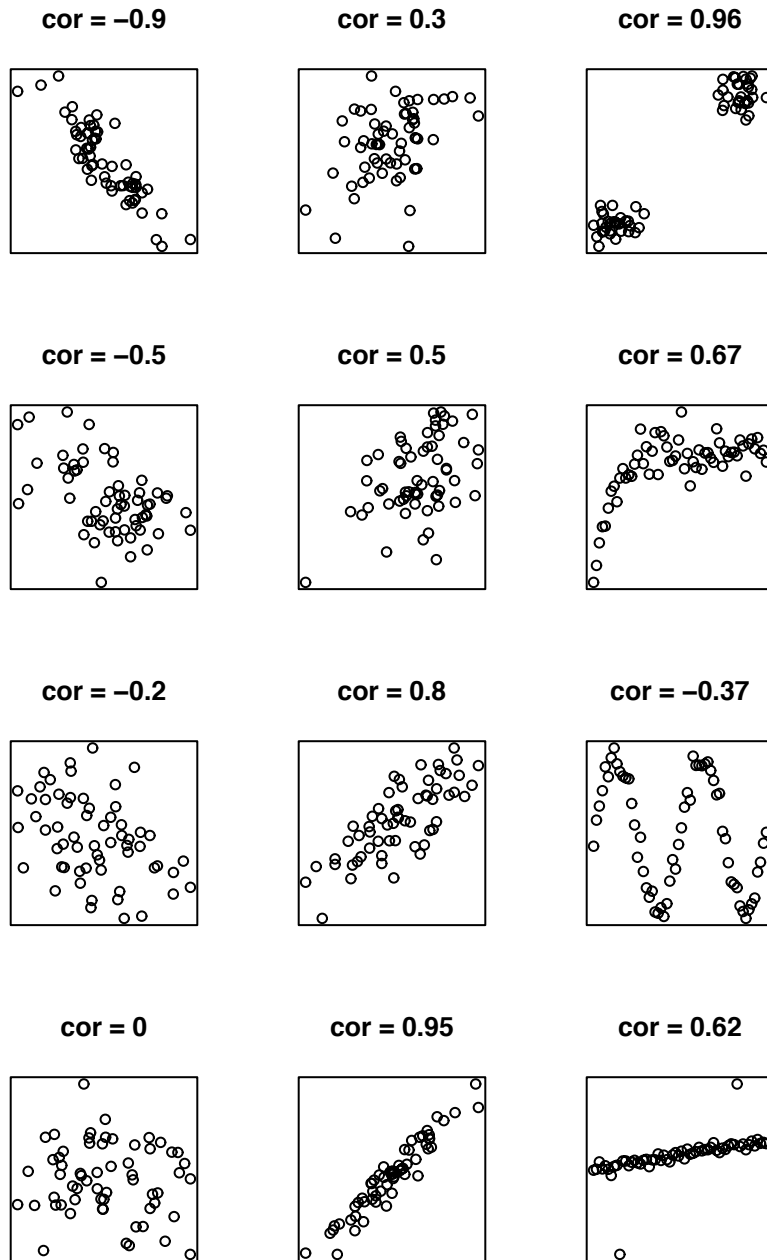 cor = −0.9
cor = 0.3
cor = 0.96
cor = −0.5
cor = 0.5
cor = 0.67
cor = −0.2
cor = 0.8
cor = −0.37
cor = 0
cor = 0.95
cor = 0.62